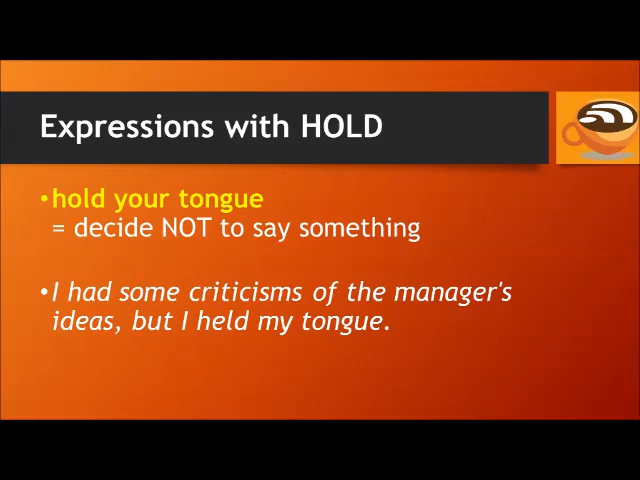 Expressions with HOLD
•hold your tongue
= decide NOT to say something
•I had some criticisms of the manager's
ideas, but I held my tongue.